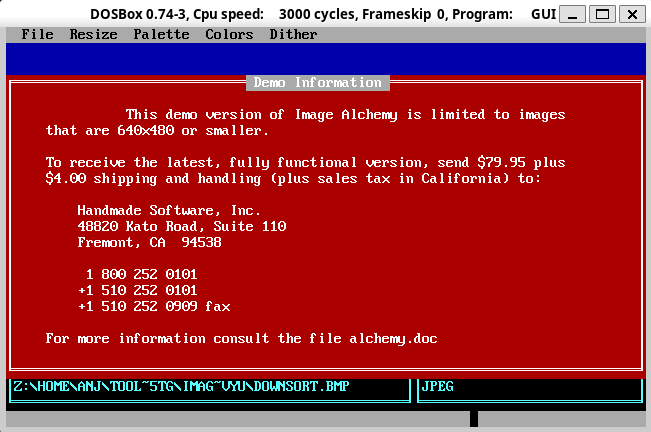 DOSBox 0.74-3, Cpu speed:    3000 cycles, Frameskip  0, Program:    GUI
File  Resize  Palette  Colors  Dither
Demo Information
This demo version of Image Alchemy is limited to images
that are 640x480 or smaller.
To receive the latest, fully functional version, send $79.95 plus
$4.00 shipping and handling (plus sales tax in California) to:
Handmade Software, Inc.
48820 Kato Road, Suite 110
Fremont, CA  94538
1 800 252 0101
+1 510 252 0101
+1 510 252 0909 fax
For more information consult the file alchemy.doc
Z:\HOME\ANJ\TOOL~5TG\IMAG~VYU\DOWNSORT.BMP
JPEG